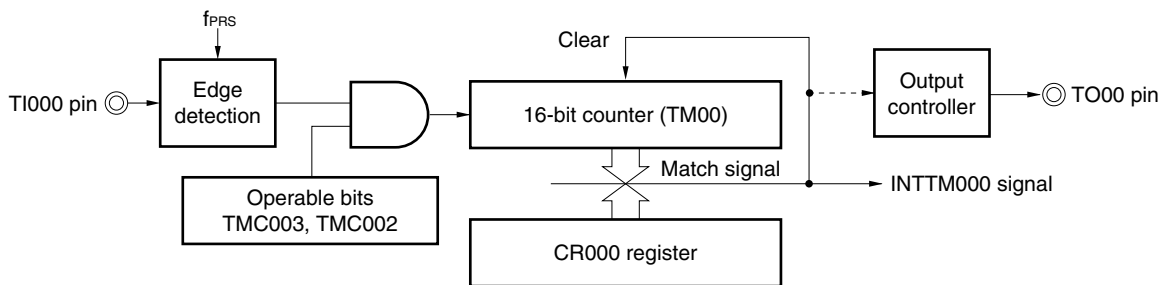 fPRS
Clear
TI000 pin
Edge
detection
16-bit counter (TM00)
Output
controller
TO00 pin
Match signal
INTTM000 signal
Operable bits
TMC003, TMC002
CR000 register